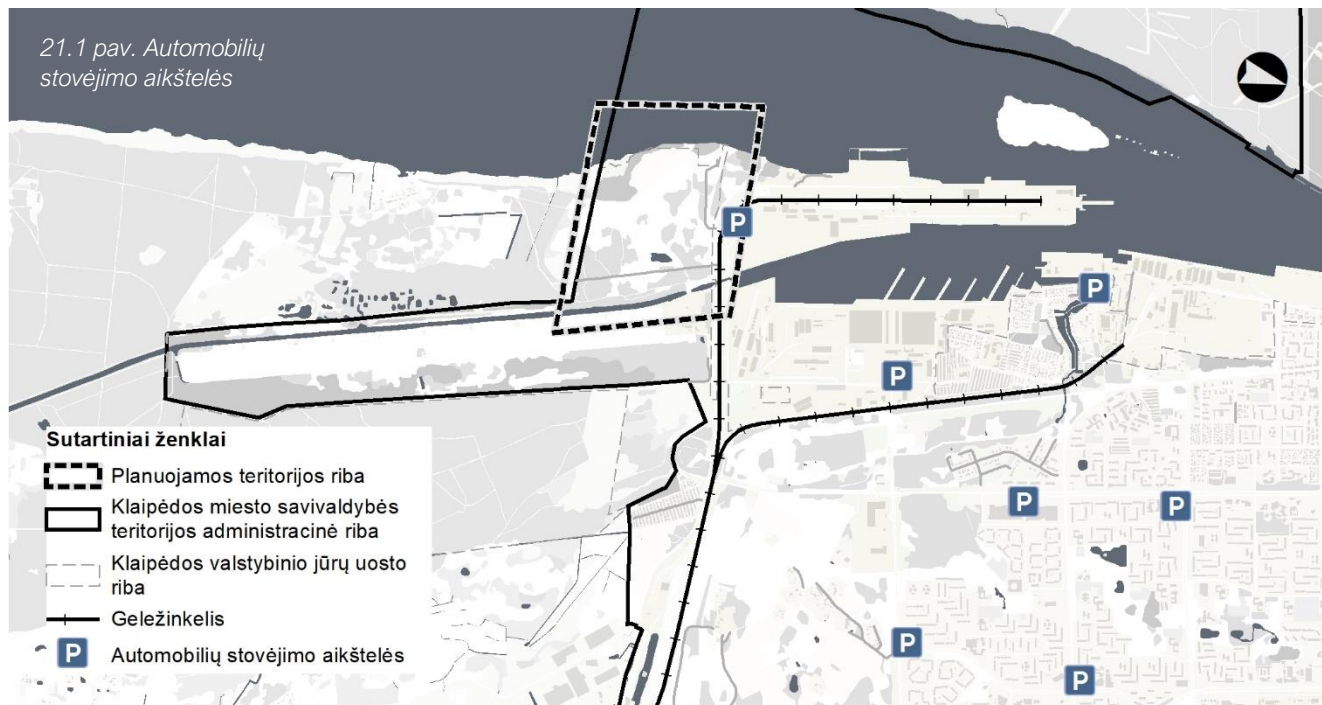 21.1 pav. Automobilių
stovėjimo aikštelės
P
P
P
P
P
P
P
Sutartiniai ženklai
Planuojamos teritorijos riba
Klaipėdos miesto savivaldybės
teritorijos administracinė riba
Klaipėdos valstybinio jūrų uosto
riba
Geležinkelis
P Automobilių stovėjimo aikštelės